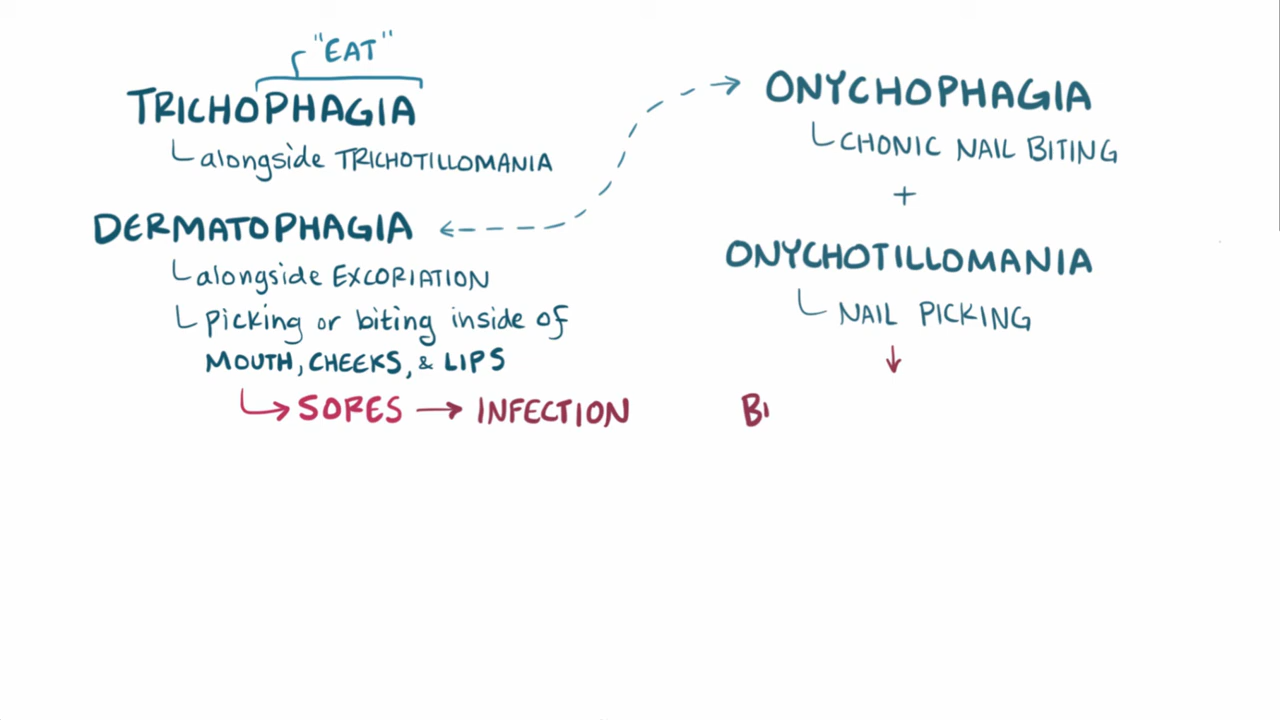 "EAT"
TRICHOPHAGIA
alongside TRICHOTILLOMANIA
DERMATOPHAGIA
alongside EXCORIATION
picking or biting inside of
MOUTH, CHEEKS, & LIPS
SORES → INFECTION
ONYCHOPHAGIA
CHONIC NAIL BITING
+
ONYCHOTILLOMANIA
NAIL PICKING
BI